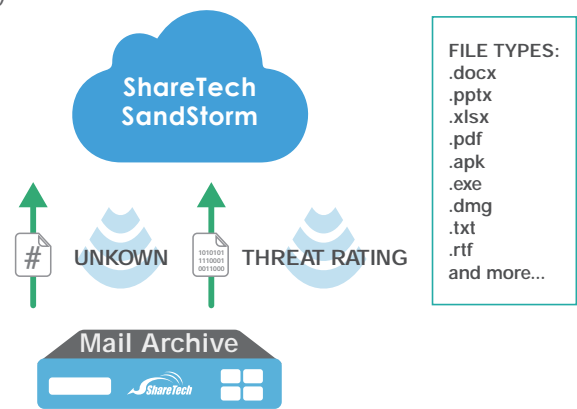 ShareTech
SandStorm
FILE TYPES:
.docx
.pptx
.xlsx
.pdf
.apk
.exe
.dmg
.txt
.rtf
and more...
#
UNKOWN
1010101
1110001
0011000
THREAT RATING
Mail Archive
ShareTech